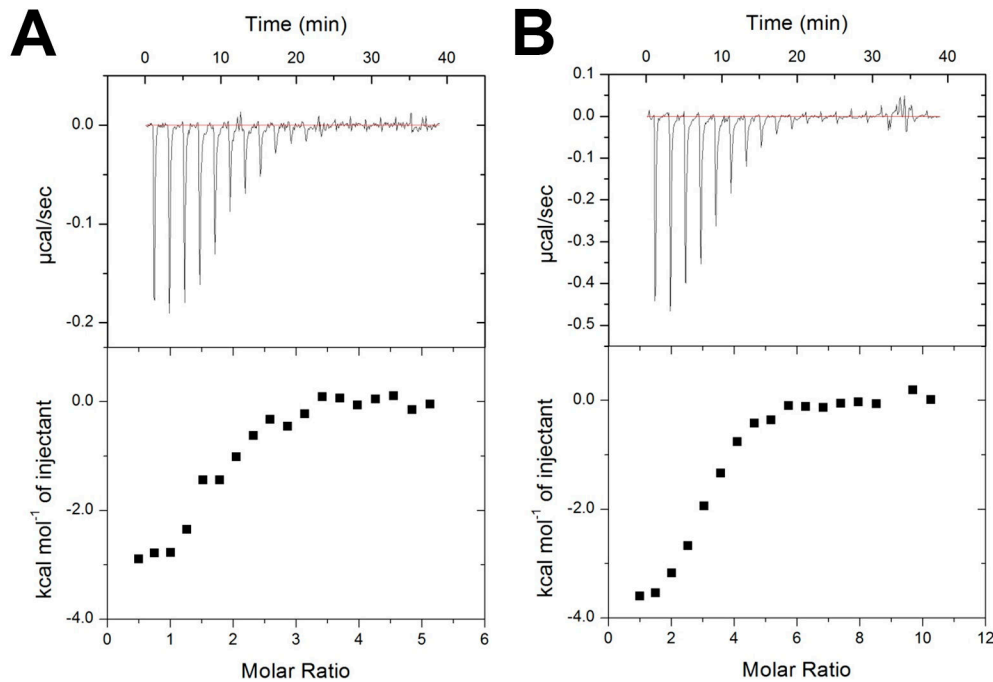 A
Time (min)
0 10 20 30 40
0.0
-0.1
-0.2
µcal/sec
0.0
-2.0
-4.0
kcal mol⁻¹ of injectant
0 1 2 3 4 5 6
Molar Ratio
B
Time (min)
0 10 20 30 40
0.1
0.0
-0.1
-0.2
-0.3
-0.4
-0.5
µcal/sec
0.0
-2.0
-4.0
kcal mol⁻¹ of injectant
0 2 4 6 8 10 12
Molar Ratio